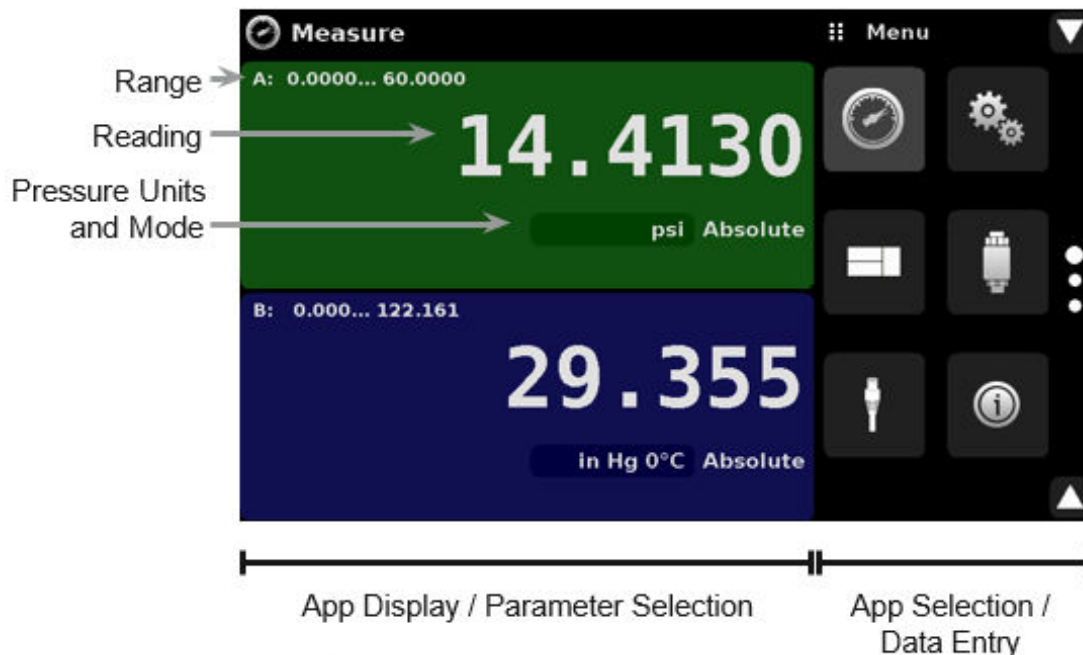 Measure
Menu
Range
A: 0.0000... 60.0000
Reading
14.4130
Pressure Units
and Mode
psi Absolute
B: 0.000... 122.161
29.355
in Hg 0°C Absolute
App Display / Parameter Selection
App Selection /
Data Entry